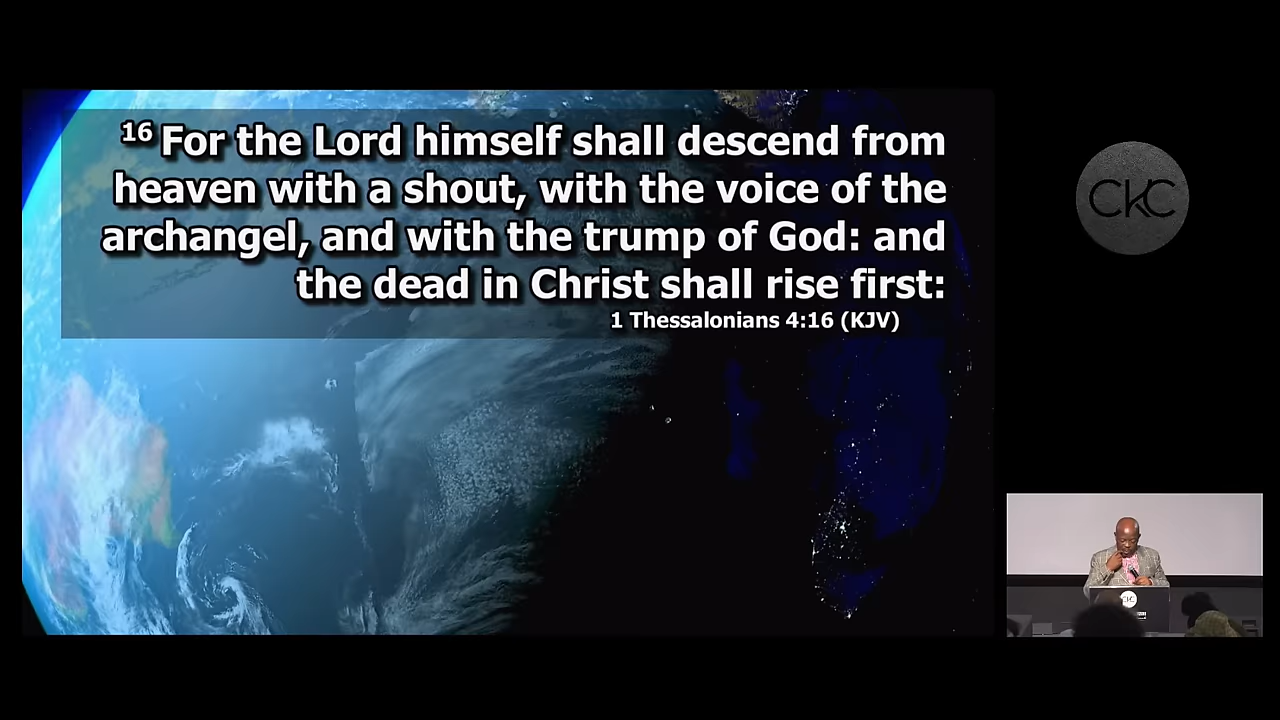 16 For the Lord himself shall descend from
heaven with a shout, with the voice of the
archangel, and with the trump of God: and
the dead in Christ shall rise first:
1 Thessalonians 4:16 (KJV)
CKC
CKC